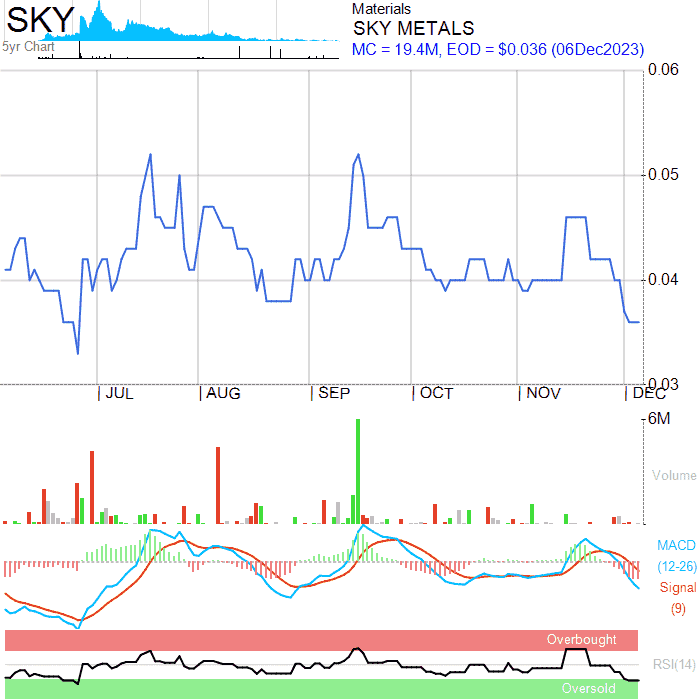 SKY
5yr Chart
Materials
SKY METALS
MC = 19.4M, EOD = $0.036 (06Dec2023)
0.06
0.05
0.04
0.03
| JUL | AUG | SEP | OCT | NOV | DEC
6M
Volume
MACD
(12-26)
Signal
(9)
Overbought
RSI(14)
Oversold